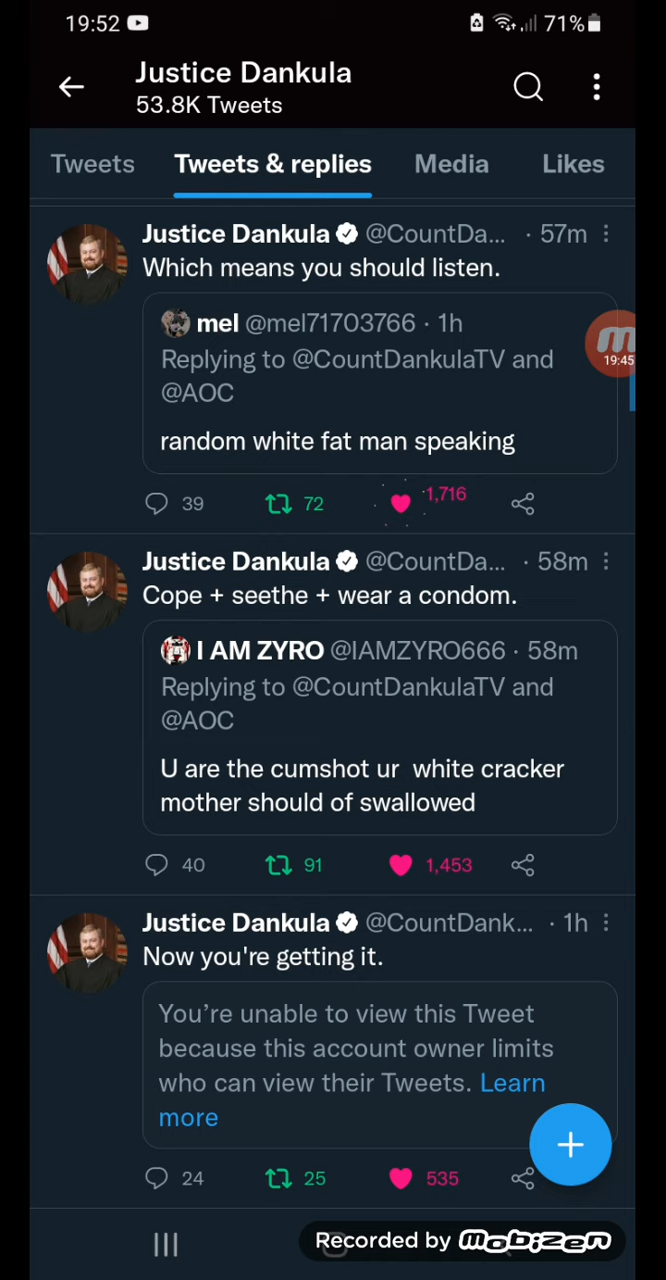 19:52 71%
Justice Dankula
53.8K Tweets
Tweets Tweets & replies Media Likes
Justice Dankula @CountDa... · 57m
Which means you should listen.
mel @mel71703766 · 1h
Replying to @CountDankulaTV and
@AOC
random white fat man speaking
19:45
39 72 1,716
Justice Dankula @CountDa... · 58m
Cope + seethe + wear a condom.
I AM ZYRO @IAMZYRO666 · 58m
Replying to @CountDankulaTV and
@AOC
U are the cumshot ur white cracker
mother should of swallowed
40 91 1,453
Justice Dankula @CountDank... · 1h
Now you're getting it.
You're unable to view this Tweet
because this account owner limits
who can view their Tweets. Learn
more
24 25 535
Recorded by mobizen